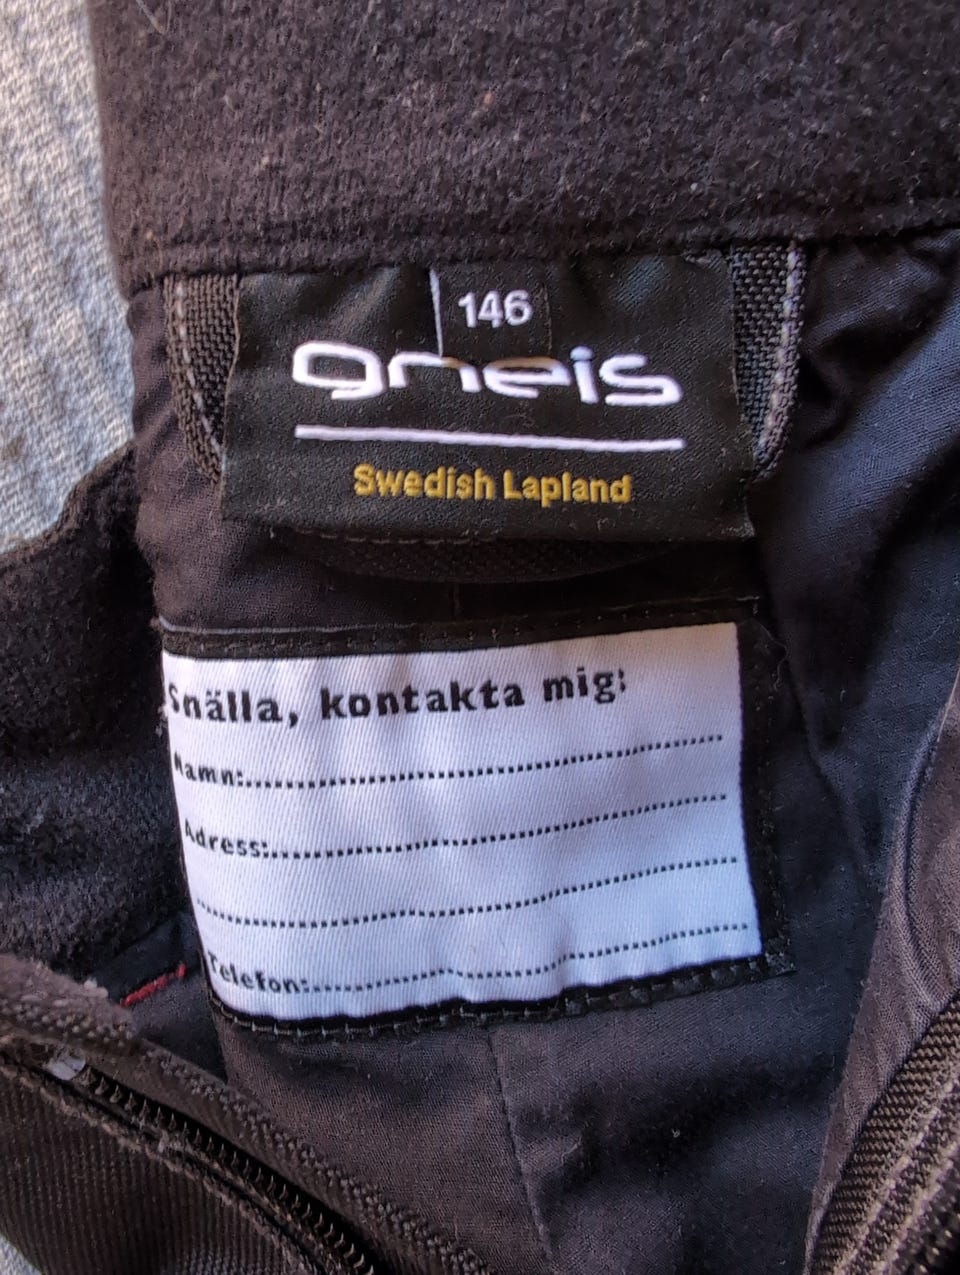 146
gneis
Swedish Lapland
Snälla, kontakta mig:
Namn:
Adress:
Telefon: